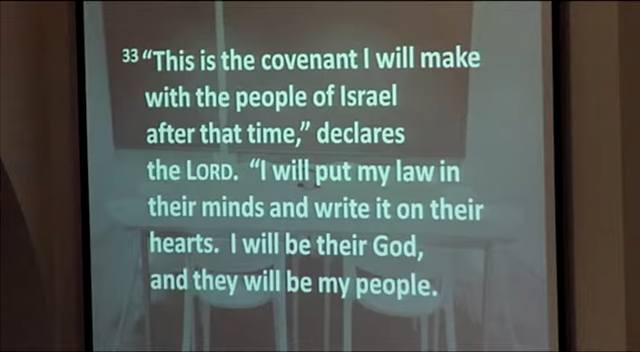 33 “This is the covenant I will make
with the people of Israel
after that time,” declares
the LORD. “I will put my law in
their minds and write it on their
hearts. I will be their God,
and they will be my people.